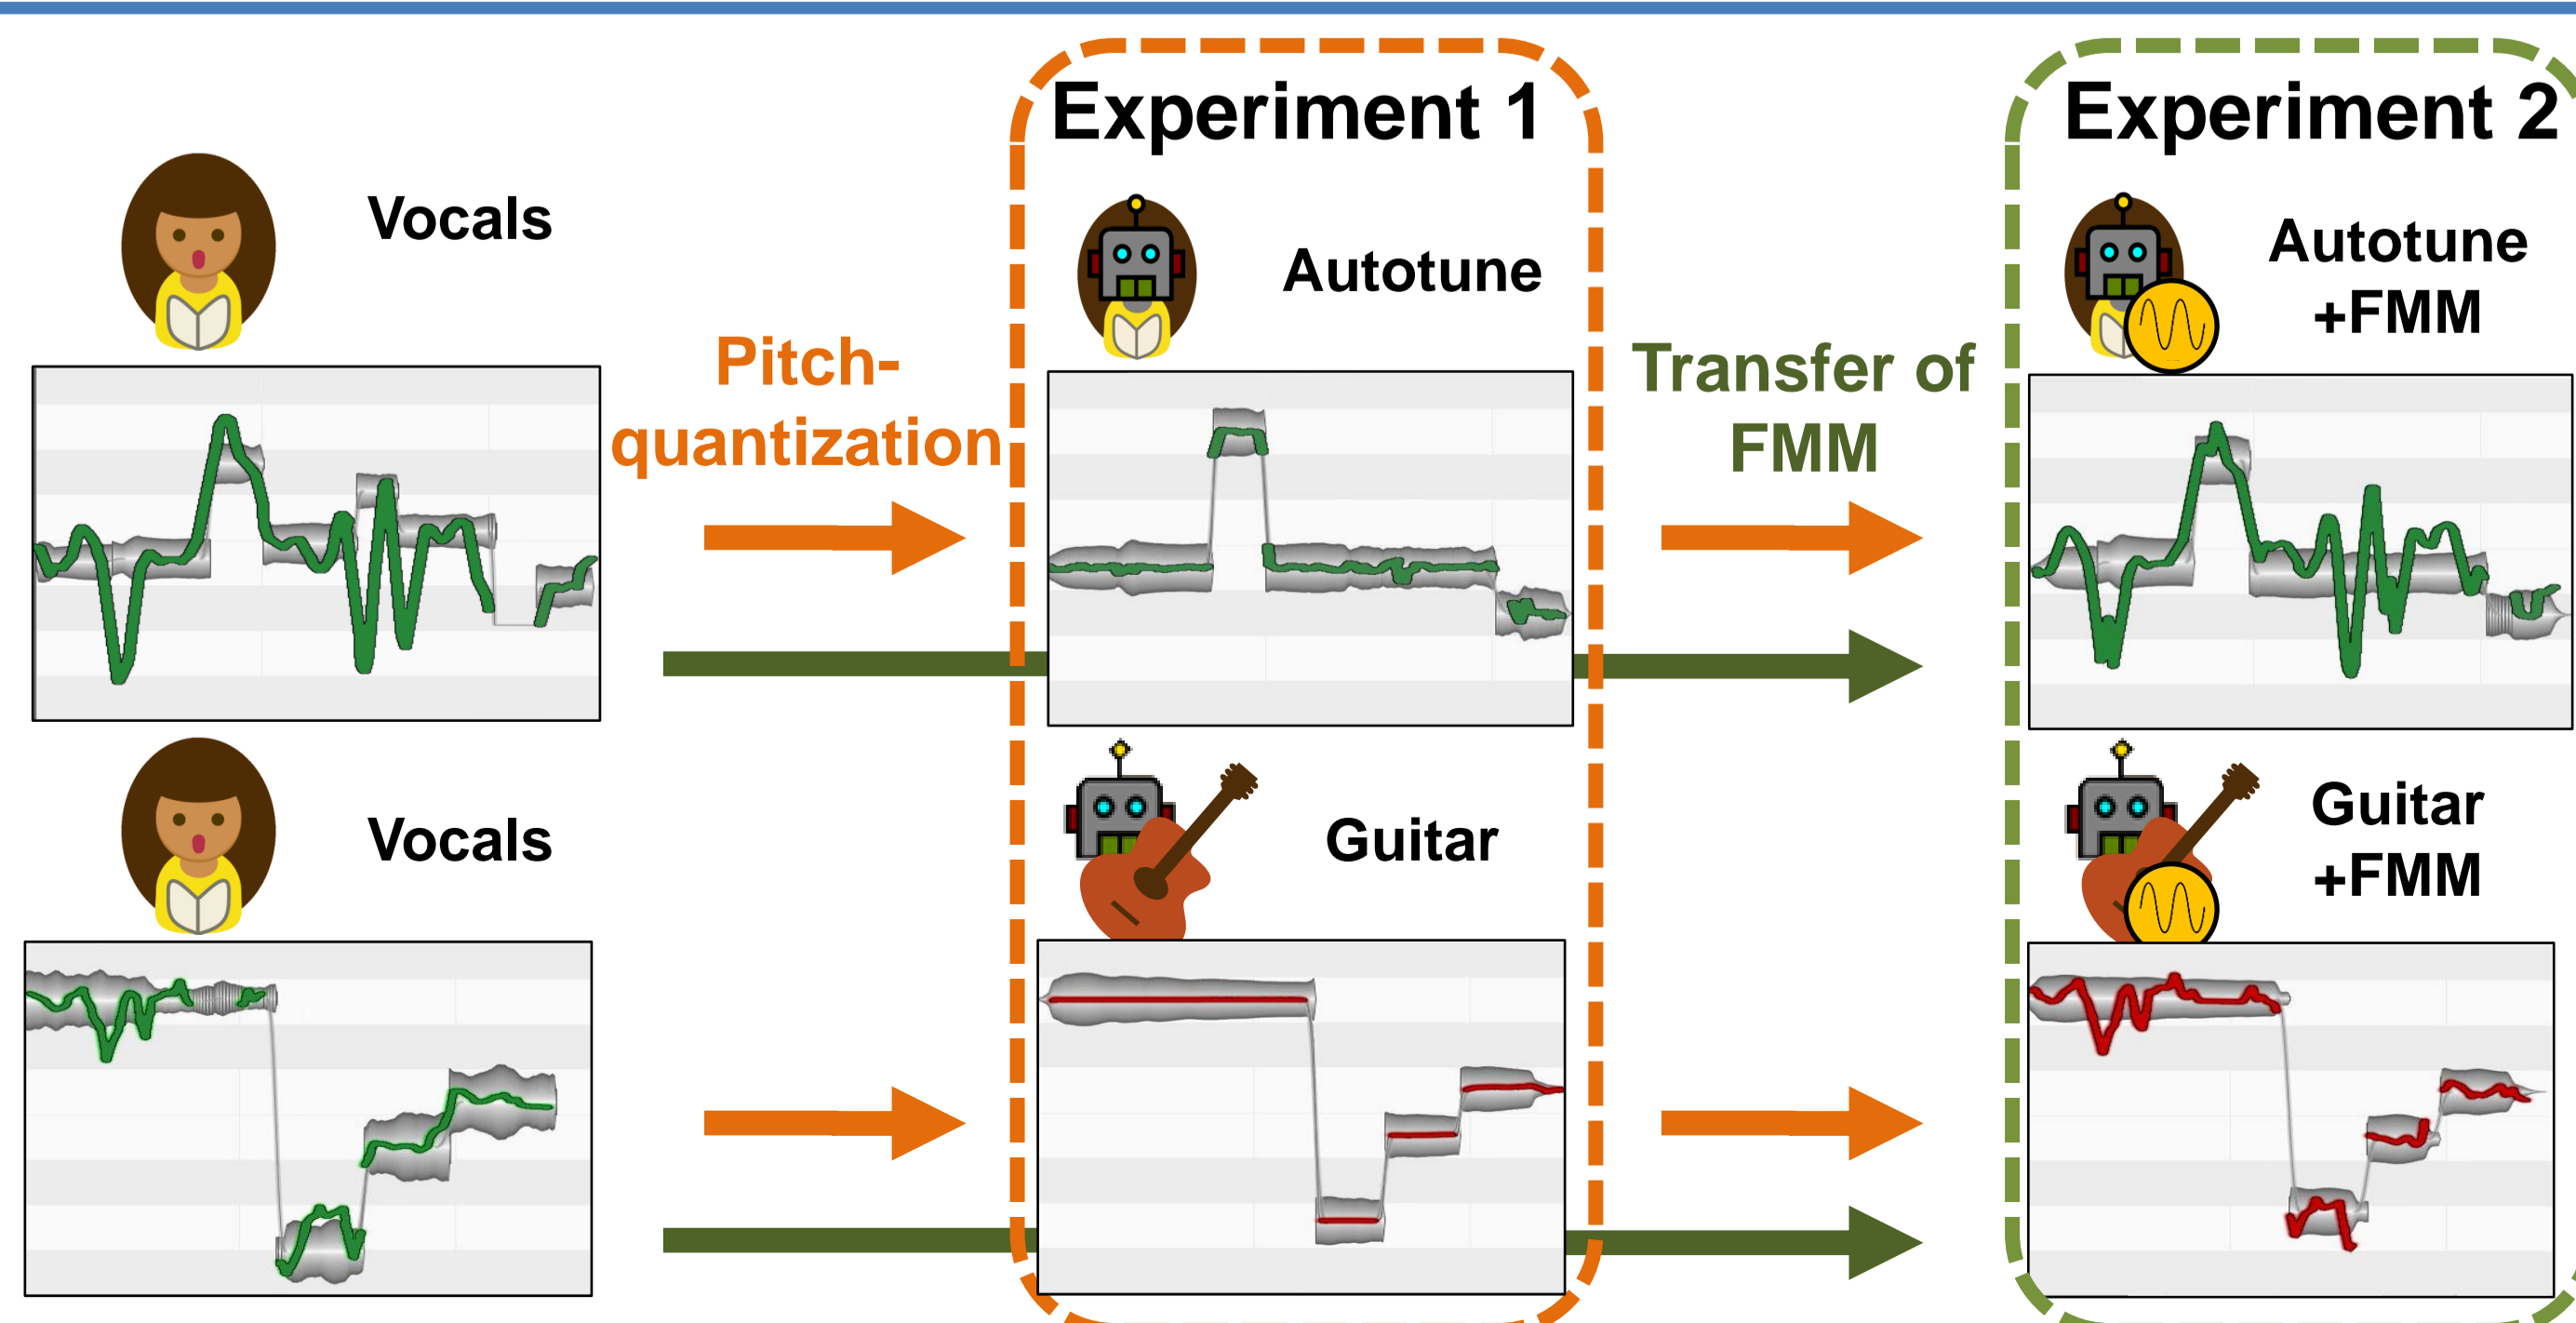 Experiment 1
Experiment 2
Vocals
Autotune
Autotune
+FMM
Pitch-
quantization
Transfer of
FMM
Vocals
Guitar
Guitar
+FMM